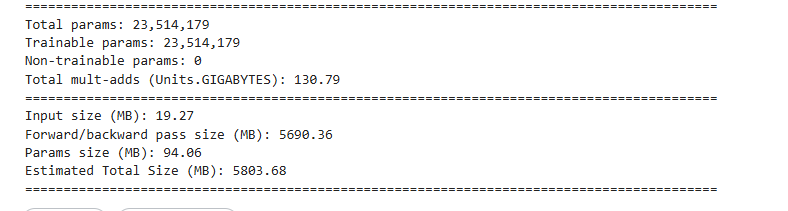 ==========================================================================================
Total params: 23,514,179
Trainable params: 23,514,179
Non-trainable params: 0
Total mult-adds (Units.GIGABYTES): 130.79
==========================================================================================
Input size (MB): 19.27
Forward/backward pass size (MB): 5690.36
Params size (MB): 94.06
Estimated Total Size (MB): 5803.68
==========================================================================================